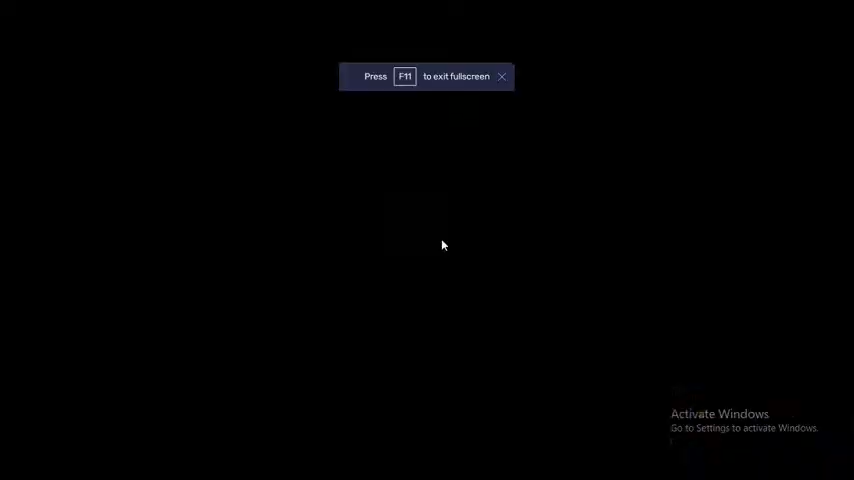 Press F11 to exit fullscreen
Activate Windows
Go to Settings to activate Windows.